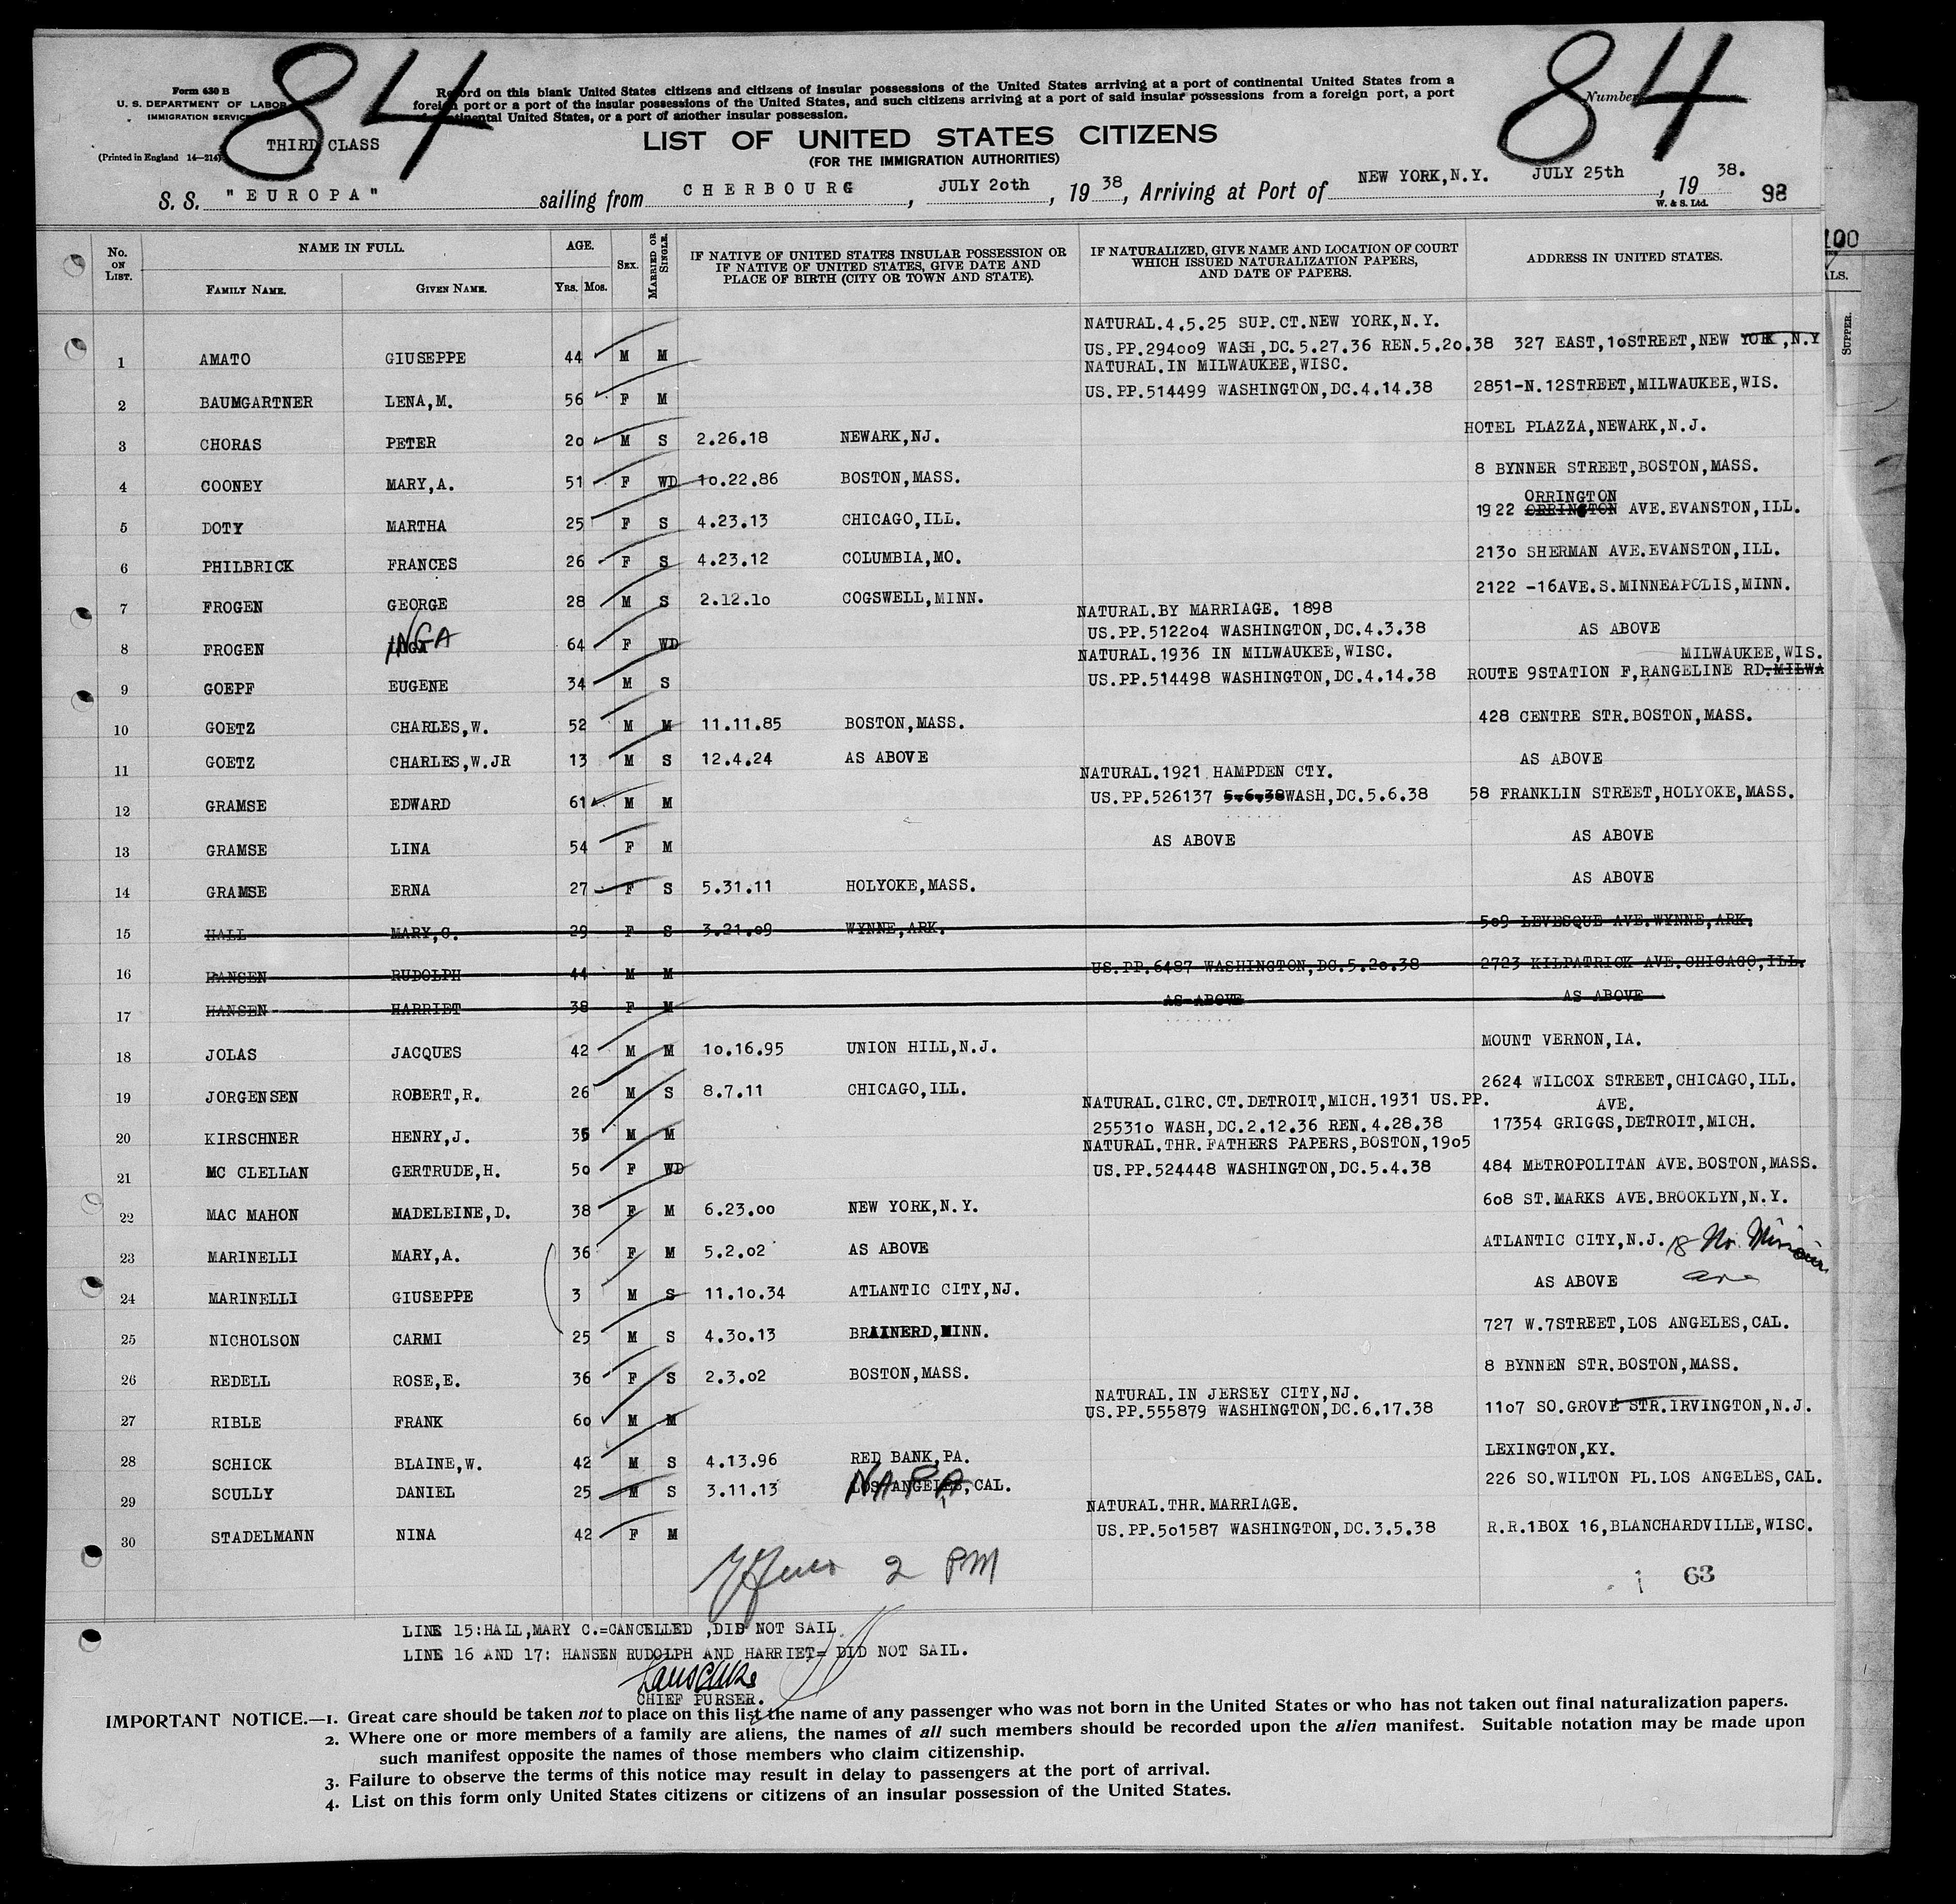 84
84
Form 630 B
U. S. DEPARTMENT OF LABOR
IMMIGRATION SERVICE
(Printed in England 14—214)
THIRD CLASS
Record on this blank United States citizens and citizens of insular possessions of the United States arriving at a port of continental United States from a
foreign port or a port of the insular possessions of the United States, and such citizens arriving at a port of said insular possessions from a foreign port, a port
of continental United States, or a port of another insular possession.
Number
LIST OF UNITED STATES CITIZENS
(FOR THE IMMIGRATION AUTHORITIES)
S. S. "EUROPA" sailing from CHERBOURG, JULY 20th, 1938, Arriving at Port of NEW YORK,N.Y. JULY 25th, 1938.
W. & S. Ltd.
98
100
ALS.
SUPPER.
No. ON LIST. NAME IN FULL. FAMILY NAME. GIVEN NAME. AGE. YRS. MOS. SEX. MARRIED OR SINGLE. IF NATIVE OF UNITED STATES INSULAR POSSESSION OR IF NATIVE OF UNITED STATES, GIVE DATE AND PLACE OF BIRTH (CITY OR TOWN AND STATE). IF NATURALIZED, GIVE NAME AND LOCATION OF COURT WHICH ISSUED NATURALIZATION PAPERS, AND DATE OF PAPERS. ADDRESS IN UNITED STATES.
NATURAL.4.5.25 SUP.CT.NEW YORK,N.Y.
1 AMATO GIUSEPPE 44 M M US.PP.294009 WASH,DC.5.27.36 REN.5.20.38 327 EAST,10STREET,NEW YORK,N.Y
NATURAL.IN MILWAUKEE,WISC.
2 BAUMGARTNER LENA,M. 56 F M US.PP.514499 WASHINGTON,DC.4.14.38 2851-N.12STREET,MILWAUKEE,WIS.
3 CHORAS PETER 20 M S 2.26.18 NEWARK,NJ. HOTEL PLAZZA,NEWARK,N.J.
4 COONEY MARY,A. 51 F WD 10.22.86 BOSTON,MASS. 8 BYNNER STREET,BOSTON,MASS.
ORRINGTON
5 DOTY MARTHA 25 F S 4.23.13 CHICAGO,ILL. 1922 ORRINGTON AVE.EVANSTON,ILL.
6 PHILBRICK FRANCES 26 F S 4.23.12 COLUMBIA,MO. 2130 SHERMAN AVE.EVANSTON,ILL.
7 FROGEN GEORGE 28 M S 2.12.10 COGSWELL,MINN. 2122 -16AVE.S.MINNEAPOLIS,MINN.
NATURAL.BY MARRIAGE. 1898
8 FROGEN INGA 64 F WD US.PP.512204 WASHINGTON,DC.4.3.38 AS ABOVE
NATURAL.1936 IN MILWAUKEE,WISC. MILWAUKEE,WIS.
9 GOEPF EUGENE 34 M S US.PP.514498 WASHINGTON,DC.4.14.38 ROUTE 9STATION F,RANGELINE RD.MILWA
10 GOETZ CHARLES,W. 52 M M 11.11.85 BOSTON,MASS. 428 CENTRE STR.BOSTON,MASS.
11 GOETZ CHARLES,W.JR 13 M S 12.4.24 AS ABOVE AS ABOVE
NATURAL.1921 HAMPDEN CTY.
12 GRAMSE EDWARD 61 M M US.PP.526137 5.6.38WASH,DC.5.6.38 58 FRANKLIN STREET,HOLYOKE,MASS.
13 GRAMSE LINA 54 F M AS ABOVE AS ABOVE
14 GRAMSE ERNA 27 F S 5.31.11 HOLYOKE,MASS. AS ABOVE
15 HALL MARY,C. 29 F S 3.21.09 WYNNE,ARK. 509 LEVESQUE AVE.WYNNE,ARK.
16 HANSEN RUDOLPH 44 M M US.PP.6487 WASHINGTON,DC.5.20.38 2723 KILPATRICK AVE.CHICAGO,ILL.
17 HANSEN HARRIET 38 F M AS ABOVE AS ABOVE
18 JOLAS JACQUES 42 M M 10.16.95 UNION HILL,N.J. MOUNT VERNON,IA.
19 JORGENSEN ROBERT,R. 26 M S 8.7.11 CHICAGO,ILL. 2624 WILCOX STREET,CHICAGO,ILL.
NATURAL.CIRC.CT.DETROIT,MICH.1931 US.PP. AVE.
20 KIRSCHNER HENRY,J. 35 M M 255310 WASH,DC.2.12.36 REN.4.28.38 17354 GRIGGS,DETROIT,MICH.
NATURAL.THR.FATHERS PAPERS,BOSTON,1905
21 MC CLELLAN GERTRUDE,H. 50 F WD US.PP.524448 WASHINGTON,DC.5.4.38 484 METROPOLITAN AVE.BOSTON,MASS.
22 MAC MAHON MADELEINE,D. 38 F M 6.23.00 NEW YORK,N.Y. 608 ST.MARKS AVE.BROOKLYN,N.Y.
23 MARINELLI MARY,A. 36 F M 5.2.02 AS ABOVE ATLANTIC CITY,N.J. 18 No. Missouri
24 MARINELLI GIUSEPPE 3 M S 11.10.34 ATLANTIC CITY,NJ. AS ABOVE ave
25 NICHOLSON CARMI 25 M S 4.30.13 BRAINERD,MINN. 727 W.7STREET,LOS ANGELES,CAL.
26 REDELL ROSE,E. 36 F S 2.3.02 BOSTON,MASS. 8 BYNNEN STR.BOSTON,MASS.
NATURAL.IN JERSEY CITY,NJ.
27 RIBLE FRANK 60 M M US.PP.555879 WASHINGTON,DC.6.17.38 1107 SO.GROVE STR.IRVINGTON,N.J.
28 SCHICK BLAINE,W. 42 M S 4.13.96 RED BANK,PA. LEXINGTON,KY.
29 SCULLY DANIEL 25 M S 3.11.13 LOS ANGELES,CAL. NAPA 226 SO.WILTON PL.LOS ANGELES,CAL.
NATURAL.THR.MARRIAGE.
30 STADELMANN NINA 42 F M US.PP.501587 WASHINGTON,DC.3.5.38 R.R.1BOX 16,BLANCHARDVILLE,WISC.
2 PM
63
LINE 15:HALL,MARY C.=CANCELLED ,DID NOT SAIL.
LINE 16 AND 17: HANSEN RUDOLPH AND HARRIET= DID NOT SAIL.
CHIEF PURSER.
IMPORTANT NOTICE.—1. Great care should be taken not to place on this list the name of any passenger who was not born in the United States or who has not taken out final naturalization papers.
2. Where one or more members of a family are aliens, the names of all such members should be recorded upon the alien manifest. Suitable notation may be made upon
such manifest opposite the names of those members who claim citizenship.
3. Failure to observe the terms of this notice may result in delay to passengers at the port of arrival.
4. List on this form only United States citizens or citizens of an insular possession of the United States.